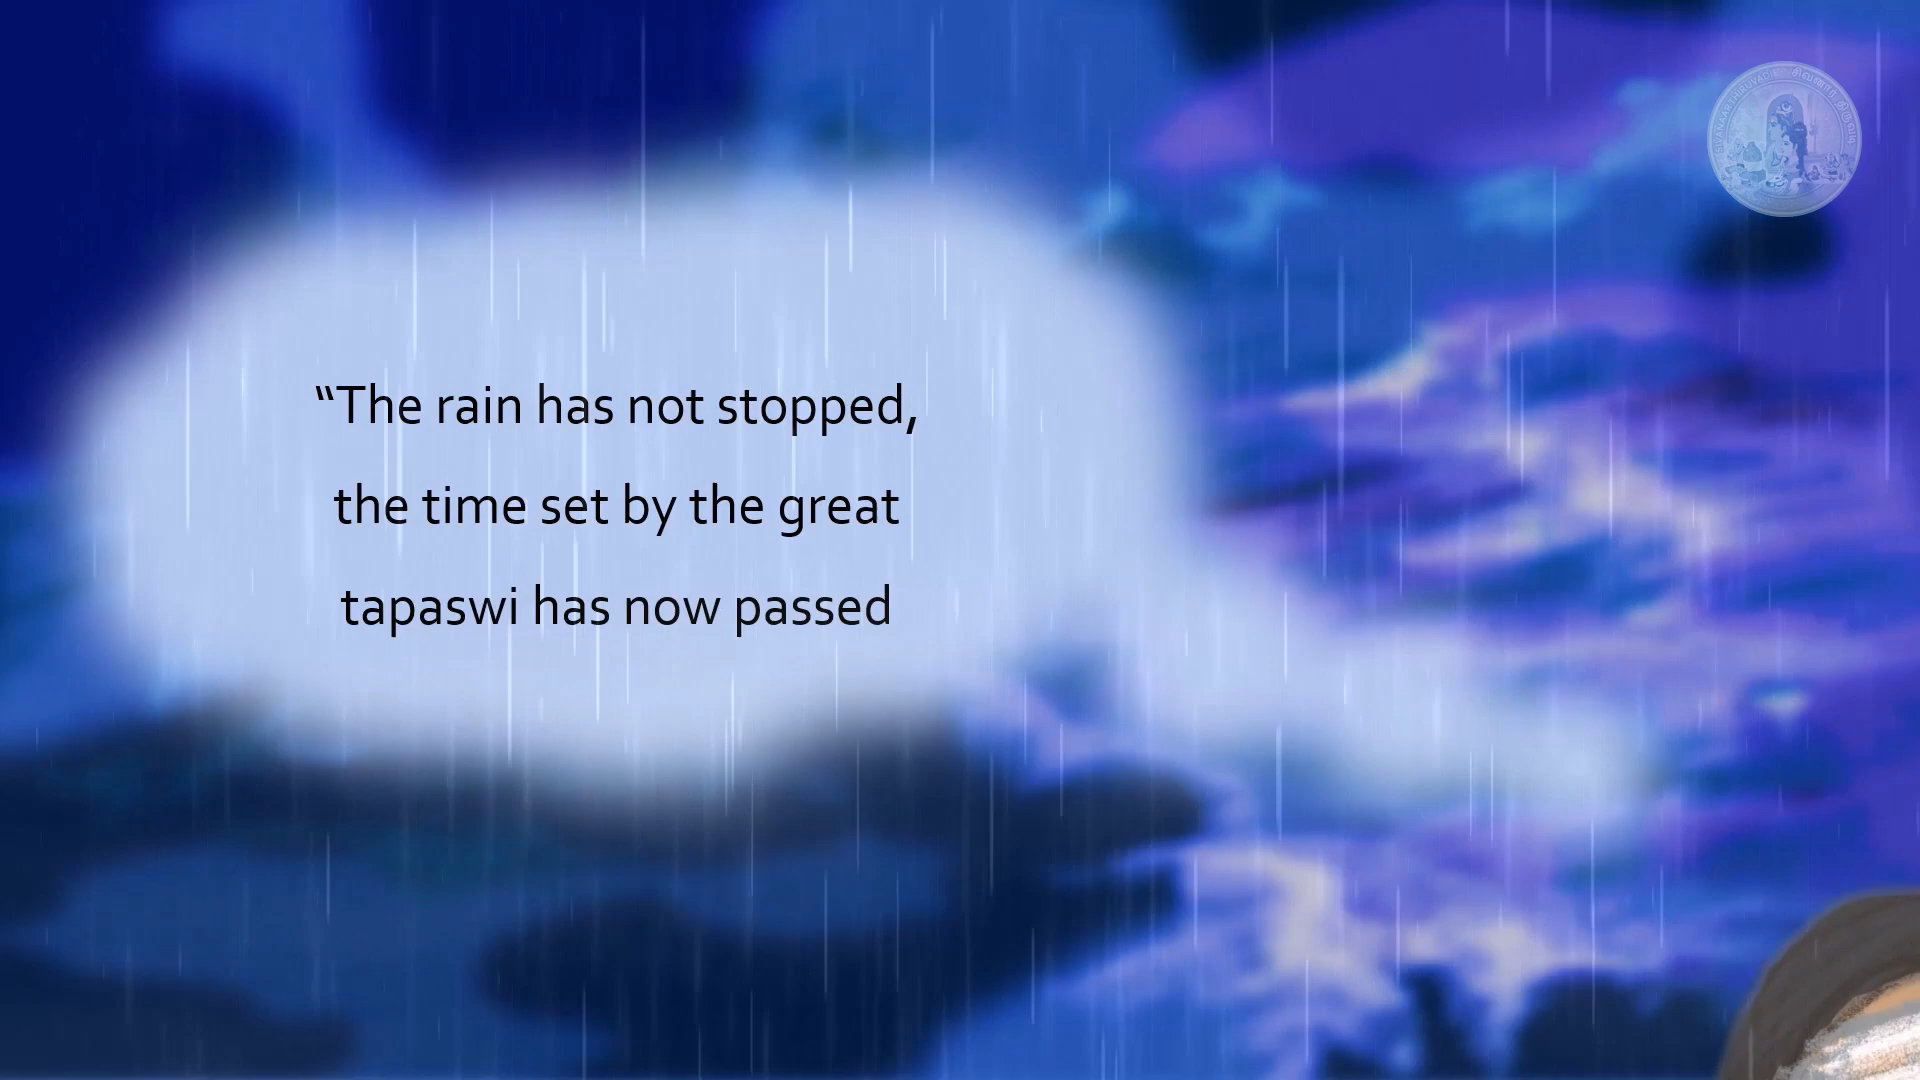 “The rain has not stopped,
the time set by the great
tapaswi has now passed